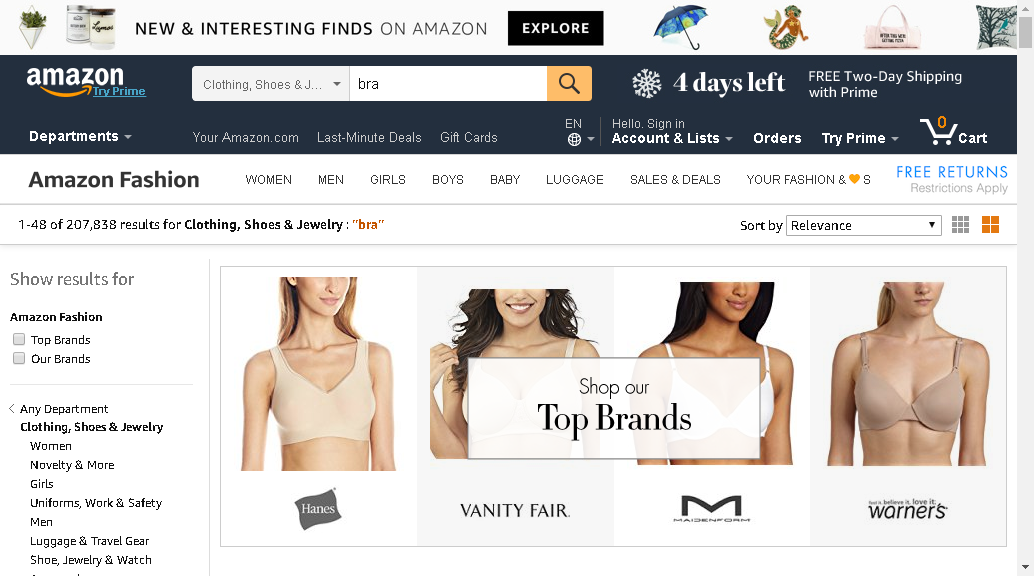 NEW & INTERESTING FINDS ON AMAZON
EXPLORE
amazon
Try Prime
Clothing, Shoes & J...
bra
4 days left
FREE Two-Day Shipping
with Prime
Departments
Your Amazon.com
Last-Minute Deals
Gift Cards
EN
Hello. Sign in
Account & Lists
Orders
Try Prime
0
Cart
Amazon Fashion
WOMEN
MEN
GIRLS
BOYS
BABY
LUGGAGE
SALES & DEALS
YOUR FASHION & 🧡 S
FREE RETURNS
Restrictions Apply
1-48 of 207,838 results for Clothing, Shoes & Jewelry : "bra"
Sort by Relevance
Show results for
Amazon Fashion
Top Brands
Our Brands
Any Department
Clothing, Shoes & Jewelry
Women
Novelty & More
Girls
Uniforms, Work & Safety
Men
Luggage & Travel Gear
Shoe, Jewelry & Watch
Shop our
Top Brands
Hanes
VANITY FAIR.
MAIDENFORM
feel it. believe it. love it.
warner's